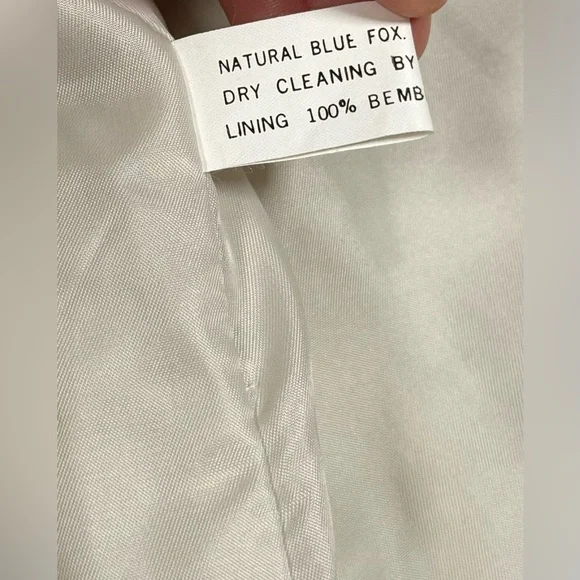 NATURAL BLUE FOX.
DRY CLEANING BY
LINING 100% BEMB